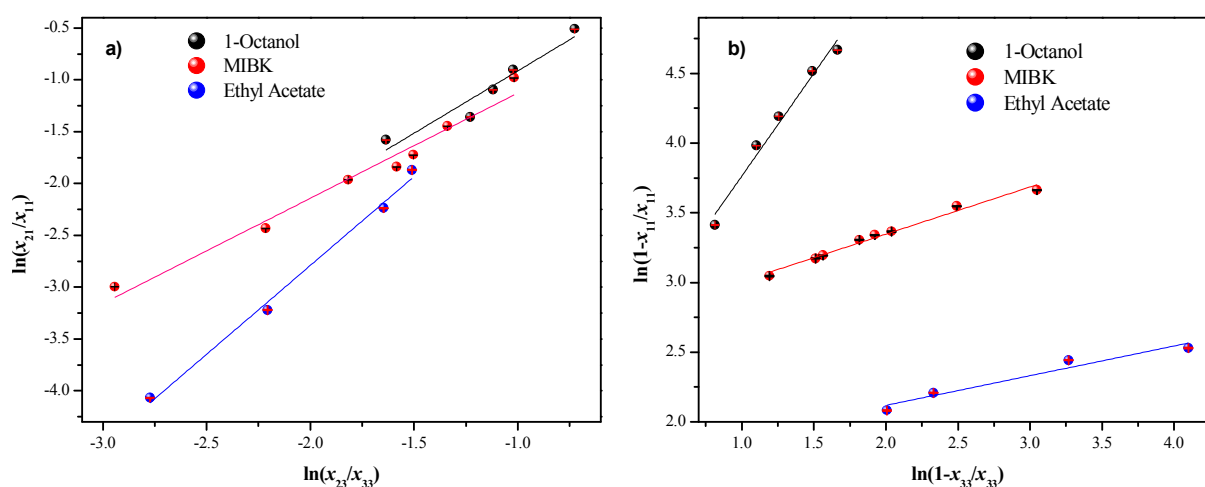 a)
1-Octanol
MIBK
Ethyl Acetate
-0.5
-1.0
-1.5
-2.0
-2.5
-3.0
-3.5
-4.0
ln(x21/x11)
-3.0 -2.5 -2.0 -1.5 -1.0
ln(x23/x33)
b)
1-Octanol
MIBK
Ethyl Acetate
4.5
4.0
3.5
3.0
2.5
2.0
ln(1-x11/x11)
1.0 1.5 2.0 2.5 3.0 3.5 4.0
ln(1-x33/x33)